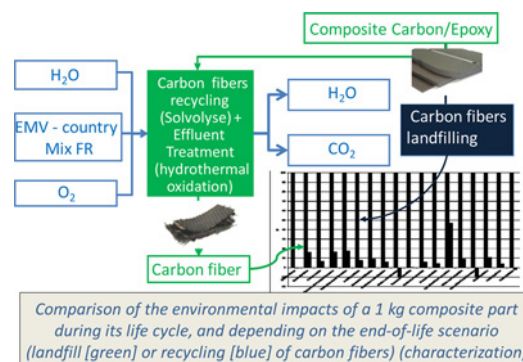 Composite Carbon/Epoxy
H₂O
EMV - country
Mix FR
O₂
Carbon fibers
recycling
(Solvolyse) +
Effluent
Treatment
(hydrothermal
oxidation)
H₂O
CO₂
Carbon fibers
landfilling
Carbon fiber
Comparison of the environmental impacts of a 1 kg composite part
during its life cycle, and depending on the end-of-life scenario
(landfill [green] or recycling [blue] of carbon fibers) (characterization)